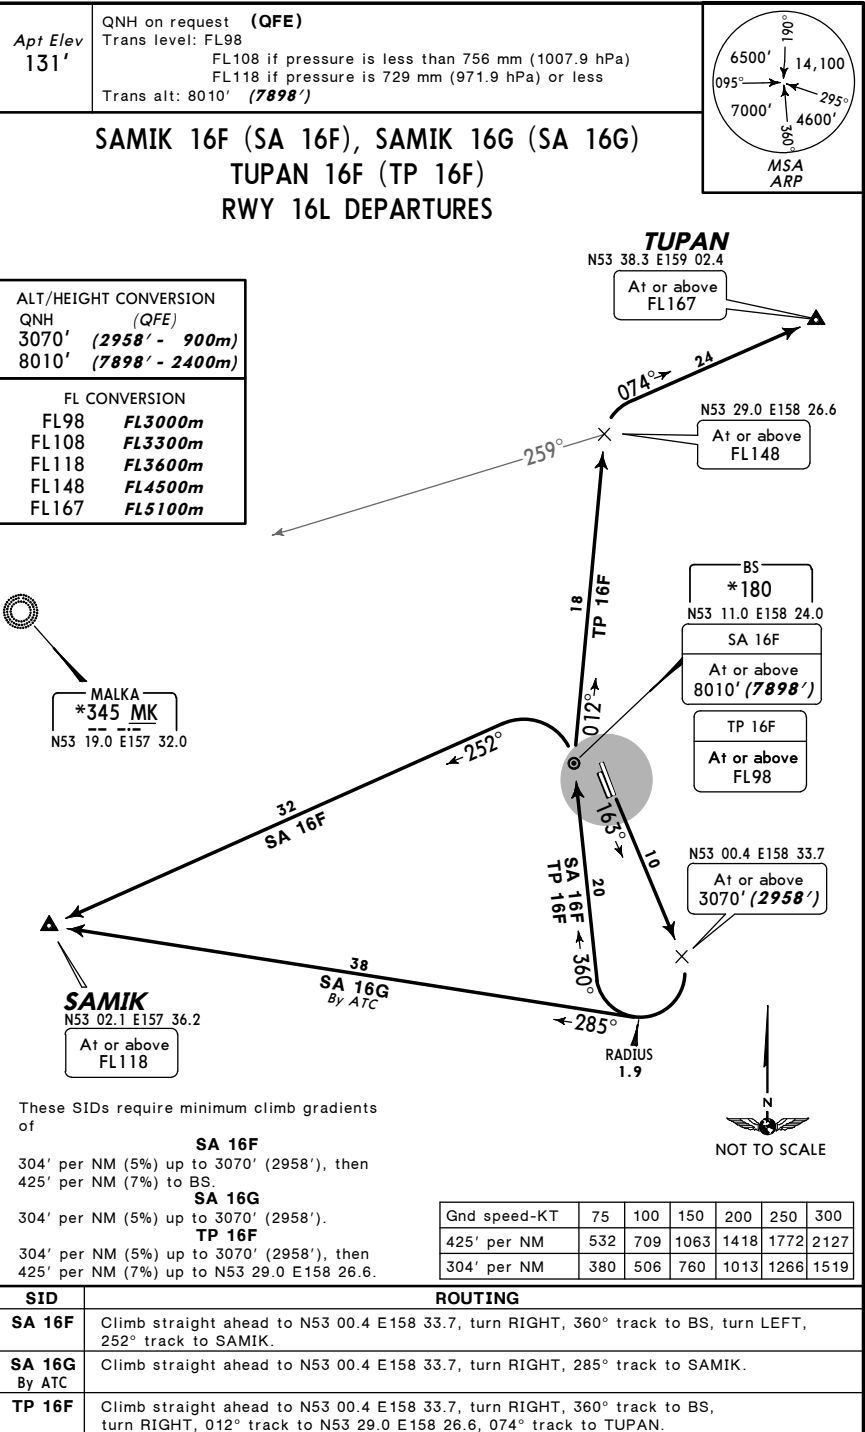 Apt Elev
131'
QNH on request (QFE)
Trans level: FL98
FL108 if pressure is less than 756 mm (1007.9 hPa)
FL118 if pressure is 729 mm (971.9 hPa) or less
Trans alt: 8010' (7898')
190°
6500'
14,100
095°
295°
7000'
4600'
360°
MSA
ARP
SAMIK 16F (SA 16F), SAMIK 16G (SA 16G)
TUPAN 16F (TP 16F)
RWY 16L DEPARTURES
TUPAN
N53 38.3 E159 02.4
At or above
FL167
ALT/HEIGHT CONVERSION
QNH (QFE)
3070' (2958' - 900m)
8010' (7898' - 2400m)
FL CONVERSION
FL98 FL3000m
FL108 FL3300m
FL118 FL3600m
FL148 FL4500m
FL167 FL5100m
24
074°
N53 29.0 E158 26.6
At or above
FL148
259°
18
TP 16F
012°
BS
*180
N53 11.0 E158 24.0
SA 16F
At or above
8010' (7898')
TP 16F
At or above
FL98
MALKA
*345 MK
N53 19.0 E157 32.0
252°
32
SA 16F
163°
10
N53 00.4 E158 33.7
At or above
3070' (2958')
20
SA 16F
TP 16F
360°
38
SA 16G
By ATC
285°
RADIUS
1.9
SAMIK
N53 02.1 E157 36.2
At or above
FL118
N
NOT TO SCALE
These SIDs require minimum climb gradients
of
SA 16F
304' per NM (5%) up to 3070' (2958'), then
425' per NM (7%) to BS.
SA 16G
304' per NM (5%) up to 3070' (2958').
TP 16F
304' per NM (5%) up to 3070' (2958'), then
425' per NM (7%) up to N53 29.0 E158 26.6.
Gnd speed-KT 75 100 150 200 250 300
425' per NM 532 709 1063 1418 1772 2127
304' per NM 380 506 760 1013 1266 1519
SID ROUTING
SA 16F Climb straight ahead to N53 00.4 E158 33.7, turn RIGHT, 360° track to BS, turn LEFT,
252° track to SAMIK.
SA 16G Climb straight ahead to N53 00.4 E158 33.7, turn RIGHT, 285° track to SAMIK.
By ATC
TP 16F Climb straight ahead to N53 00.4 E158 33.7, turn RIGHT, 360° track to BS,
turn RIGHT, 012° track to N53 29.0 E158 26.6, 074° track to TUPAN.